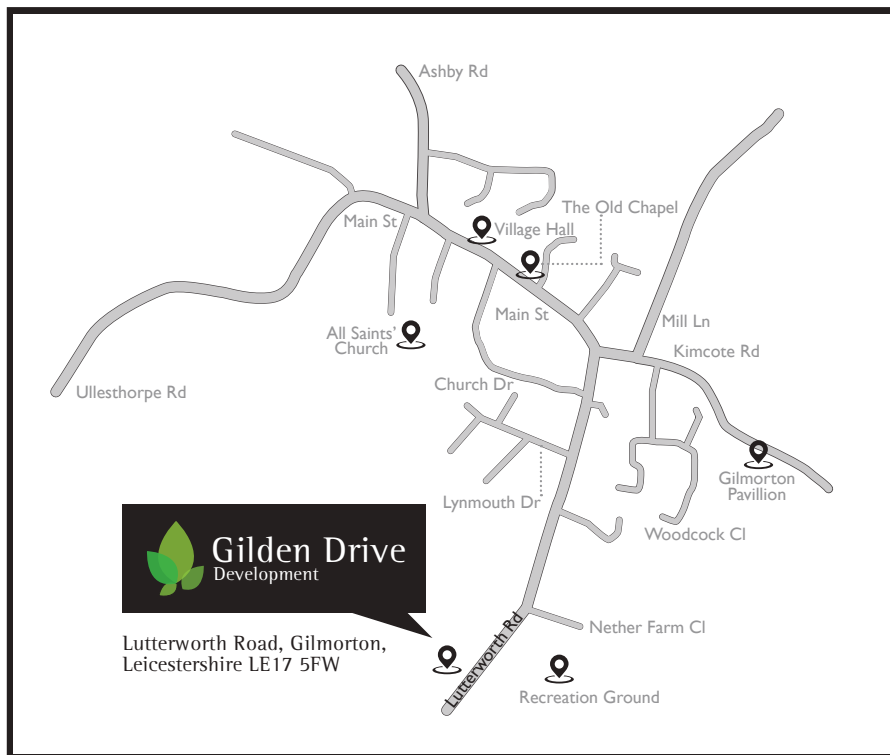 Ashby Rd
The Old Chapel
Main St
Village Hall
Main St
Mill Ln
All Saints'
Church
Kimcote Rd
Church Dr
Ullesthorpe Rd
Gilmorton
Pavillion
Lynmouth Dr
Woodcock Cl
Gilden Drive
Development
Nether Farm Cl
Lutterworth Road, Gilmorton,
Leicestershire LE17 5FW
Lutterworth Rd
Recreation Ground